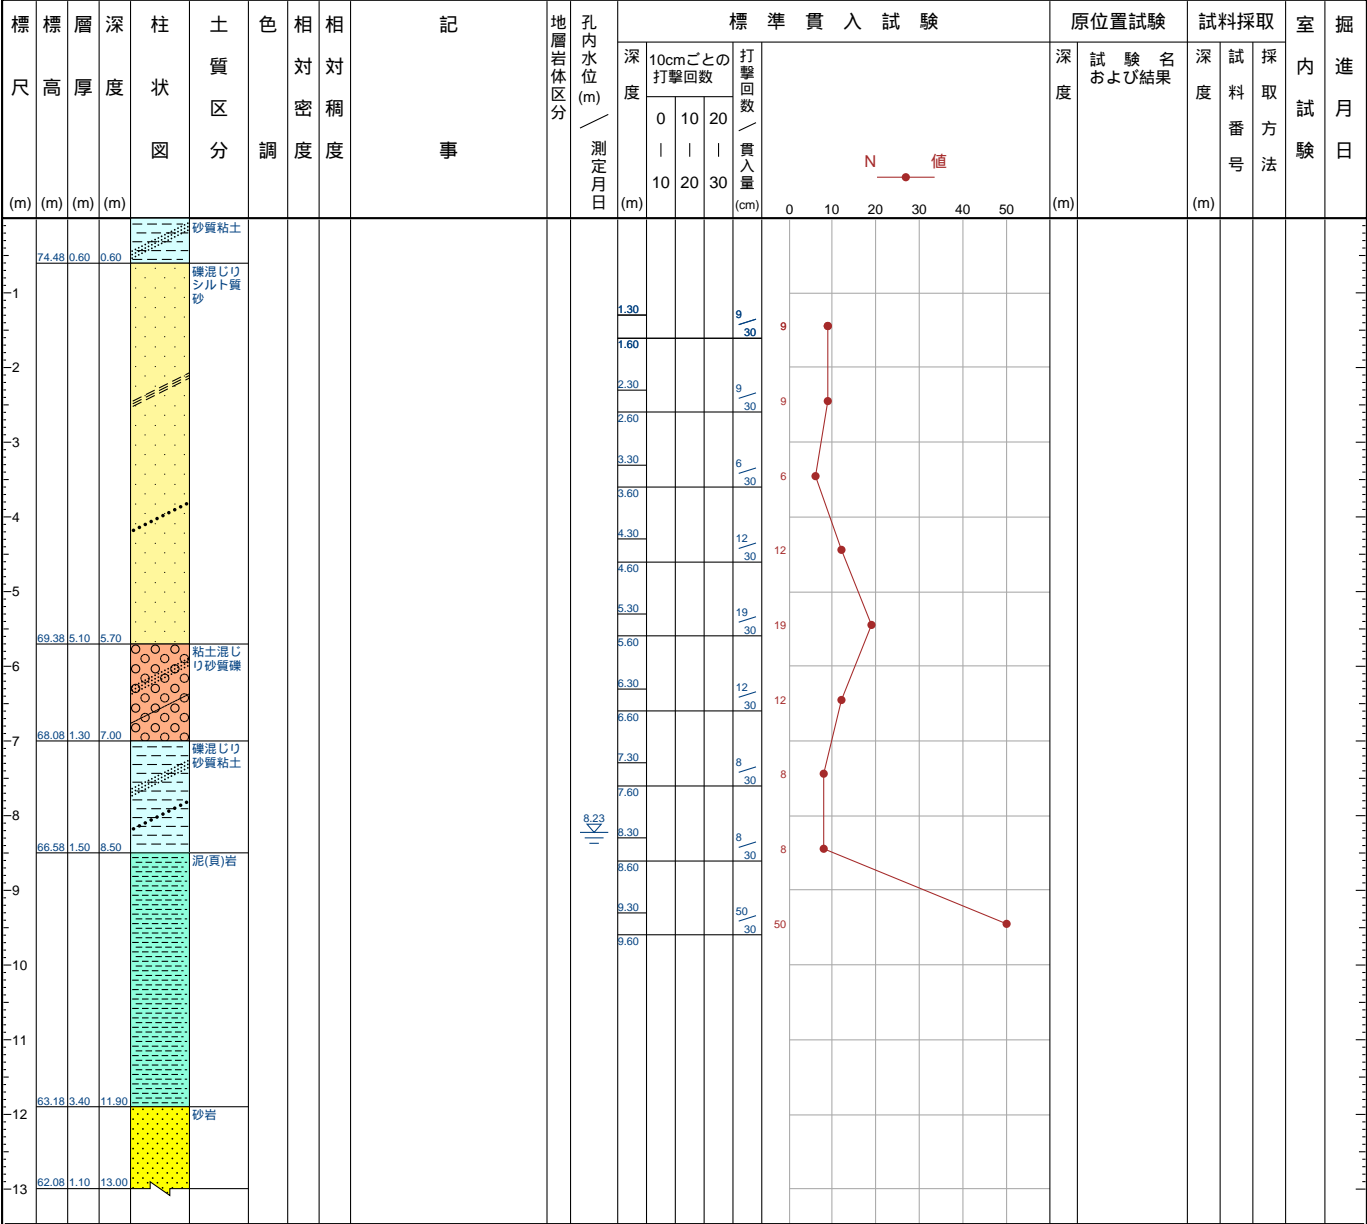 標尺(m)
標高(m)
層厚(m)
深度(m)
柱状図
土質区分
色調
相対密度
相対稠度
記事
地層岩体区分
孔内水位(m)/測定月日
標準貫入試験
深度(m)
10cmごとの
打撃回数
0 10 20
| | |
10 20 30
打撃回数/貫入量(cm)
N 値
0 10 20 30 40 50
原位置試験
深度(m)
試験名
および結果
試料採取
深度(m)
試料番号
採取方法
室内試験
掘進月日
砂質粘土
74.48 0.60 0.60
礫混じり
シルト質
砂
1
1.30 9/30 9
1.60
2
2.30 9/30 9
2.60
3
3.30 6/30 6
3.60
4
4.30 12/30 12
4.60
5
5.30 19/30 19
5.60
69.38 5.10 5.70
粘土混じ
り砂質礫
6
6.30 12/30 12
6.60
68.08 1.30 7.00
7
礫混じり
砂質粘土
7.30 8/30 8
7.60
8
8.23
8.30 8/30 8
66.58 1.50 8.50
8.60
泥(頁)岩
9
9.30 50/30 50
9.60
10
11
63.18 3.40 11.90
12
砂岩
62.08 1.10 13.00
13